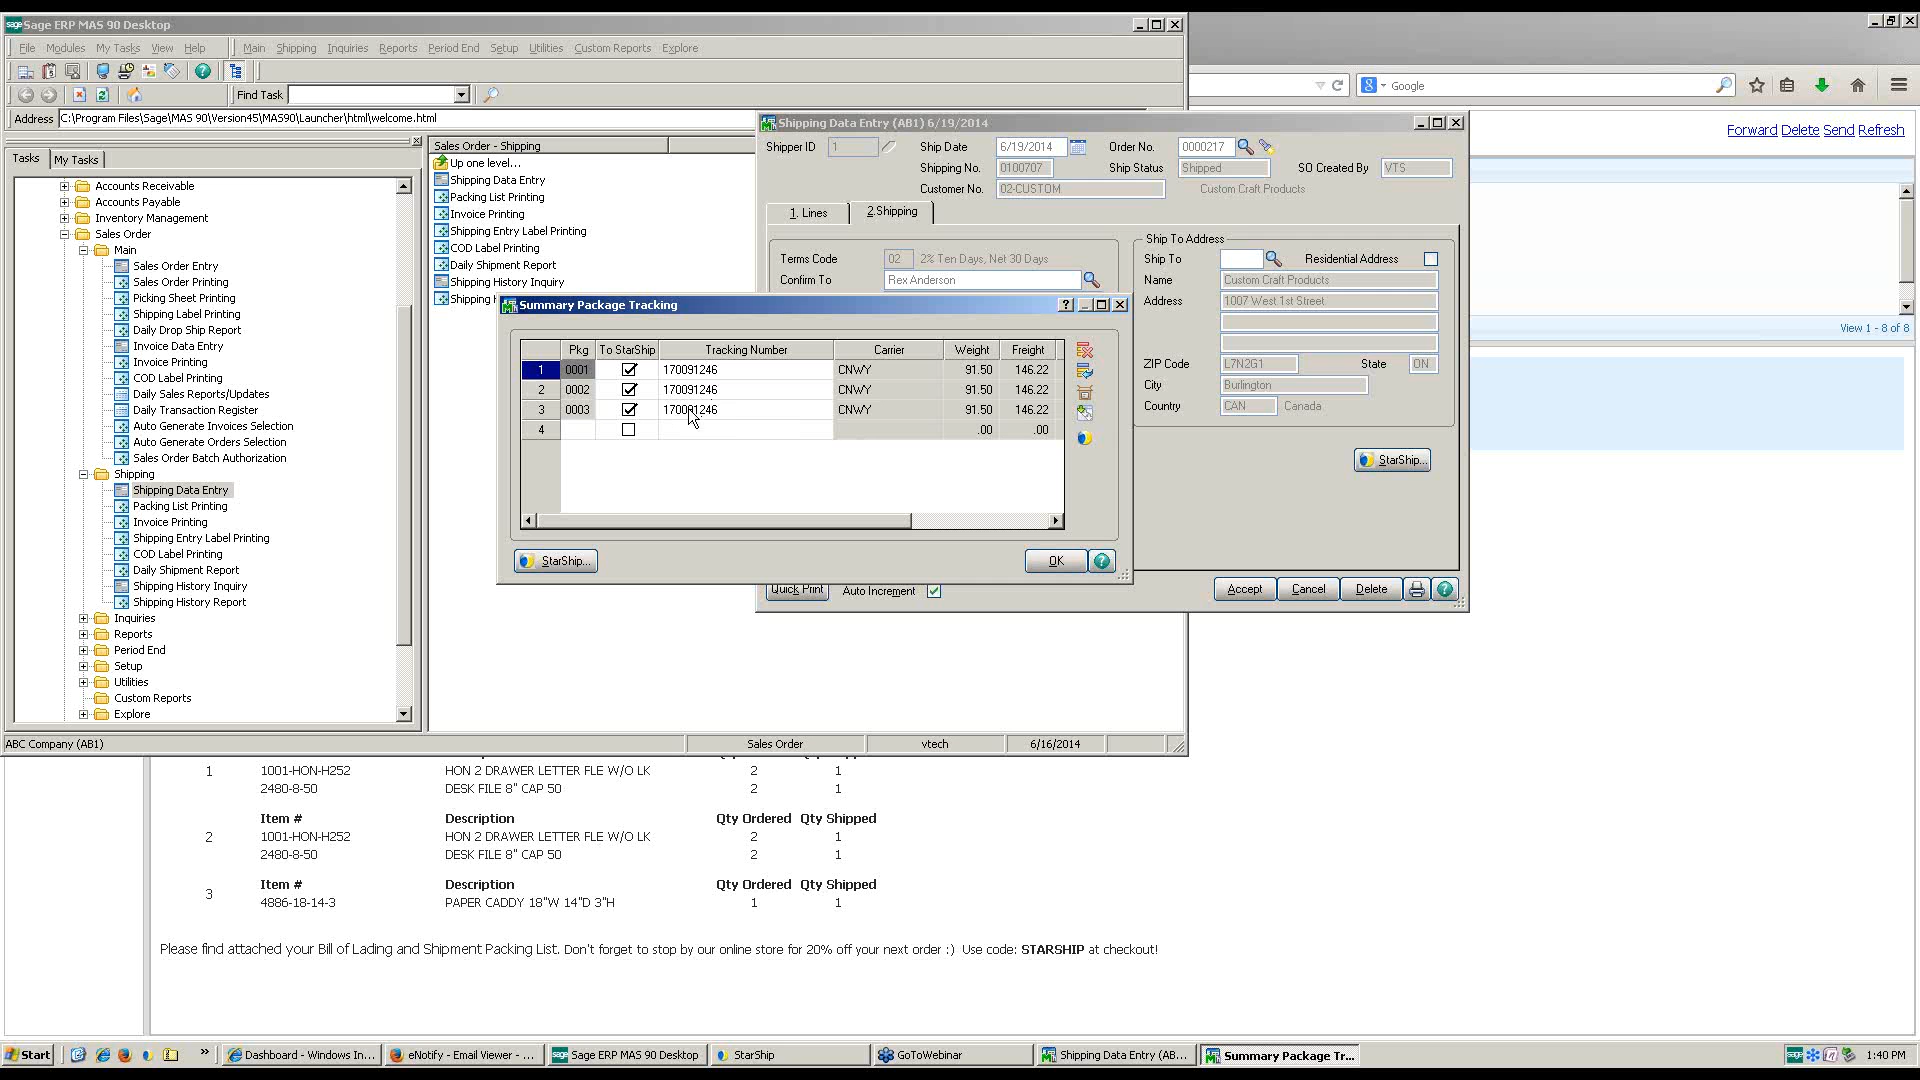 Sage ERP MAS 90 Desktop
File Modules My Tasks View Help Main Shipping Inquiries Reports Period End Setup Utilities Custom Reports Explore
Find Task
Google
Address C:\Program Files\Sage\MAS 90\Version45\MAS90\Launcher\html\welcome.html
Forward Delete Send Refresh
View 1 - 8 of 8
Tasks My Tasks
Accounts Receivable
Accounts Payable
Inventory Management
Sales Order
Main
Sales Order Entry
Sales Order Printing
Picking Sheet Printing
Shipping Label Printing
Daily Drop Ship Report
Invoice Data Entry
Invoice Printing
COD Label Printing
Daily Sales Reports/Updates
Daily Transaction Register
Auto Generate Invoices Selection
Auto Generate Orders Selection
Sales Order Batch Authorization
Shipping
Shipping Data Entry
Packing List Printing
Invoice Printing
Shipping Entry Label Printing
COD Label Printing
Daily Shipment Report
Shipping History Inquiry
Shipping History Report
Inquiries
Reports
Period End
Setup
Utilities
Custom Reports
Explore
Sales Order - Shipping
Up one level...
Shipping Data Entry
Packing List Printing
Invoice Printing
Shipping Entry Label Printing
COD Label Printing
Daily Shipment Report
Shipping History Inquiry
Shipping
Shipping Data Entry (AB1) 6/19/2014
Shipper ID 1 Ship Date 6/19/2014 Order No. 0000217
Shipping No. 0100707 Ship Status Shipped SO Created By VTS
Customer No. 02-CUSTOM Custom Craft Products
1. Lines 2.Shipping
Terms Code 02 2% Ten Days, Net 30 Days
Confirm To Rex Anderson
Ship To Address
Ship To Residential Address
Name Custom Craft Products
Address 1007 West 1st Street
ZIP Code L7N2G1 State ON
City Burlington
Country CAN Canada
StarShip...
Quick Print Auto Increment Accept Cancel Delete
Summary Package Tracking
Pkg To StarShip Tracking Number Carrier Weight Freight
1 0001 170091246 CNWY 91.50 146.22
2 0002 170091246 CNWY 91.50 146.22
3 0003 170091246 CNWY 91.50 146.22
4 .00 .00
StarShip... OK
ABC Company (AB1) Sales Order vtech 6/16/2014
1 1001-HON-H252 HON 2 DRAWER LETTER FLE W/O LK 2 1
2480-8-50 DESK FILE 8" CAP 50 2 1
Item # Description Qty Ordered Qty Shipped
2 1001-HON-H252 HON 2 DRAWER LETTER FLE W/O LK 2 1
2480-8-50 DESK FILE 8" CAP 50 2 1
Item # Description Qty Ordered Qty Shipped
3 4886-18-14-3 PAPER CADDY 18"W 14"D 3"H 1 1
Please find attached your Bill of Lading and Shipment Packing List. Don't forget to stop by our online store for 20% off your next order :) Use code: STARSHIP at checkout!
Start » Dashboard - Windows In... eNotify - Email Viewer - ... Sage ERP MAS 90 Desktop StarShip GoToWebinar Shipping Data Entry (AB... Summary Package Tr... 1:40 PM